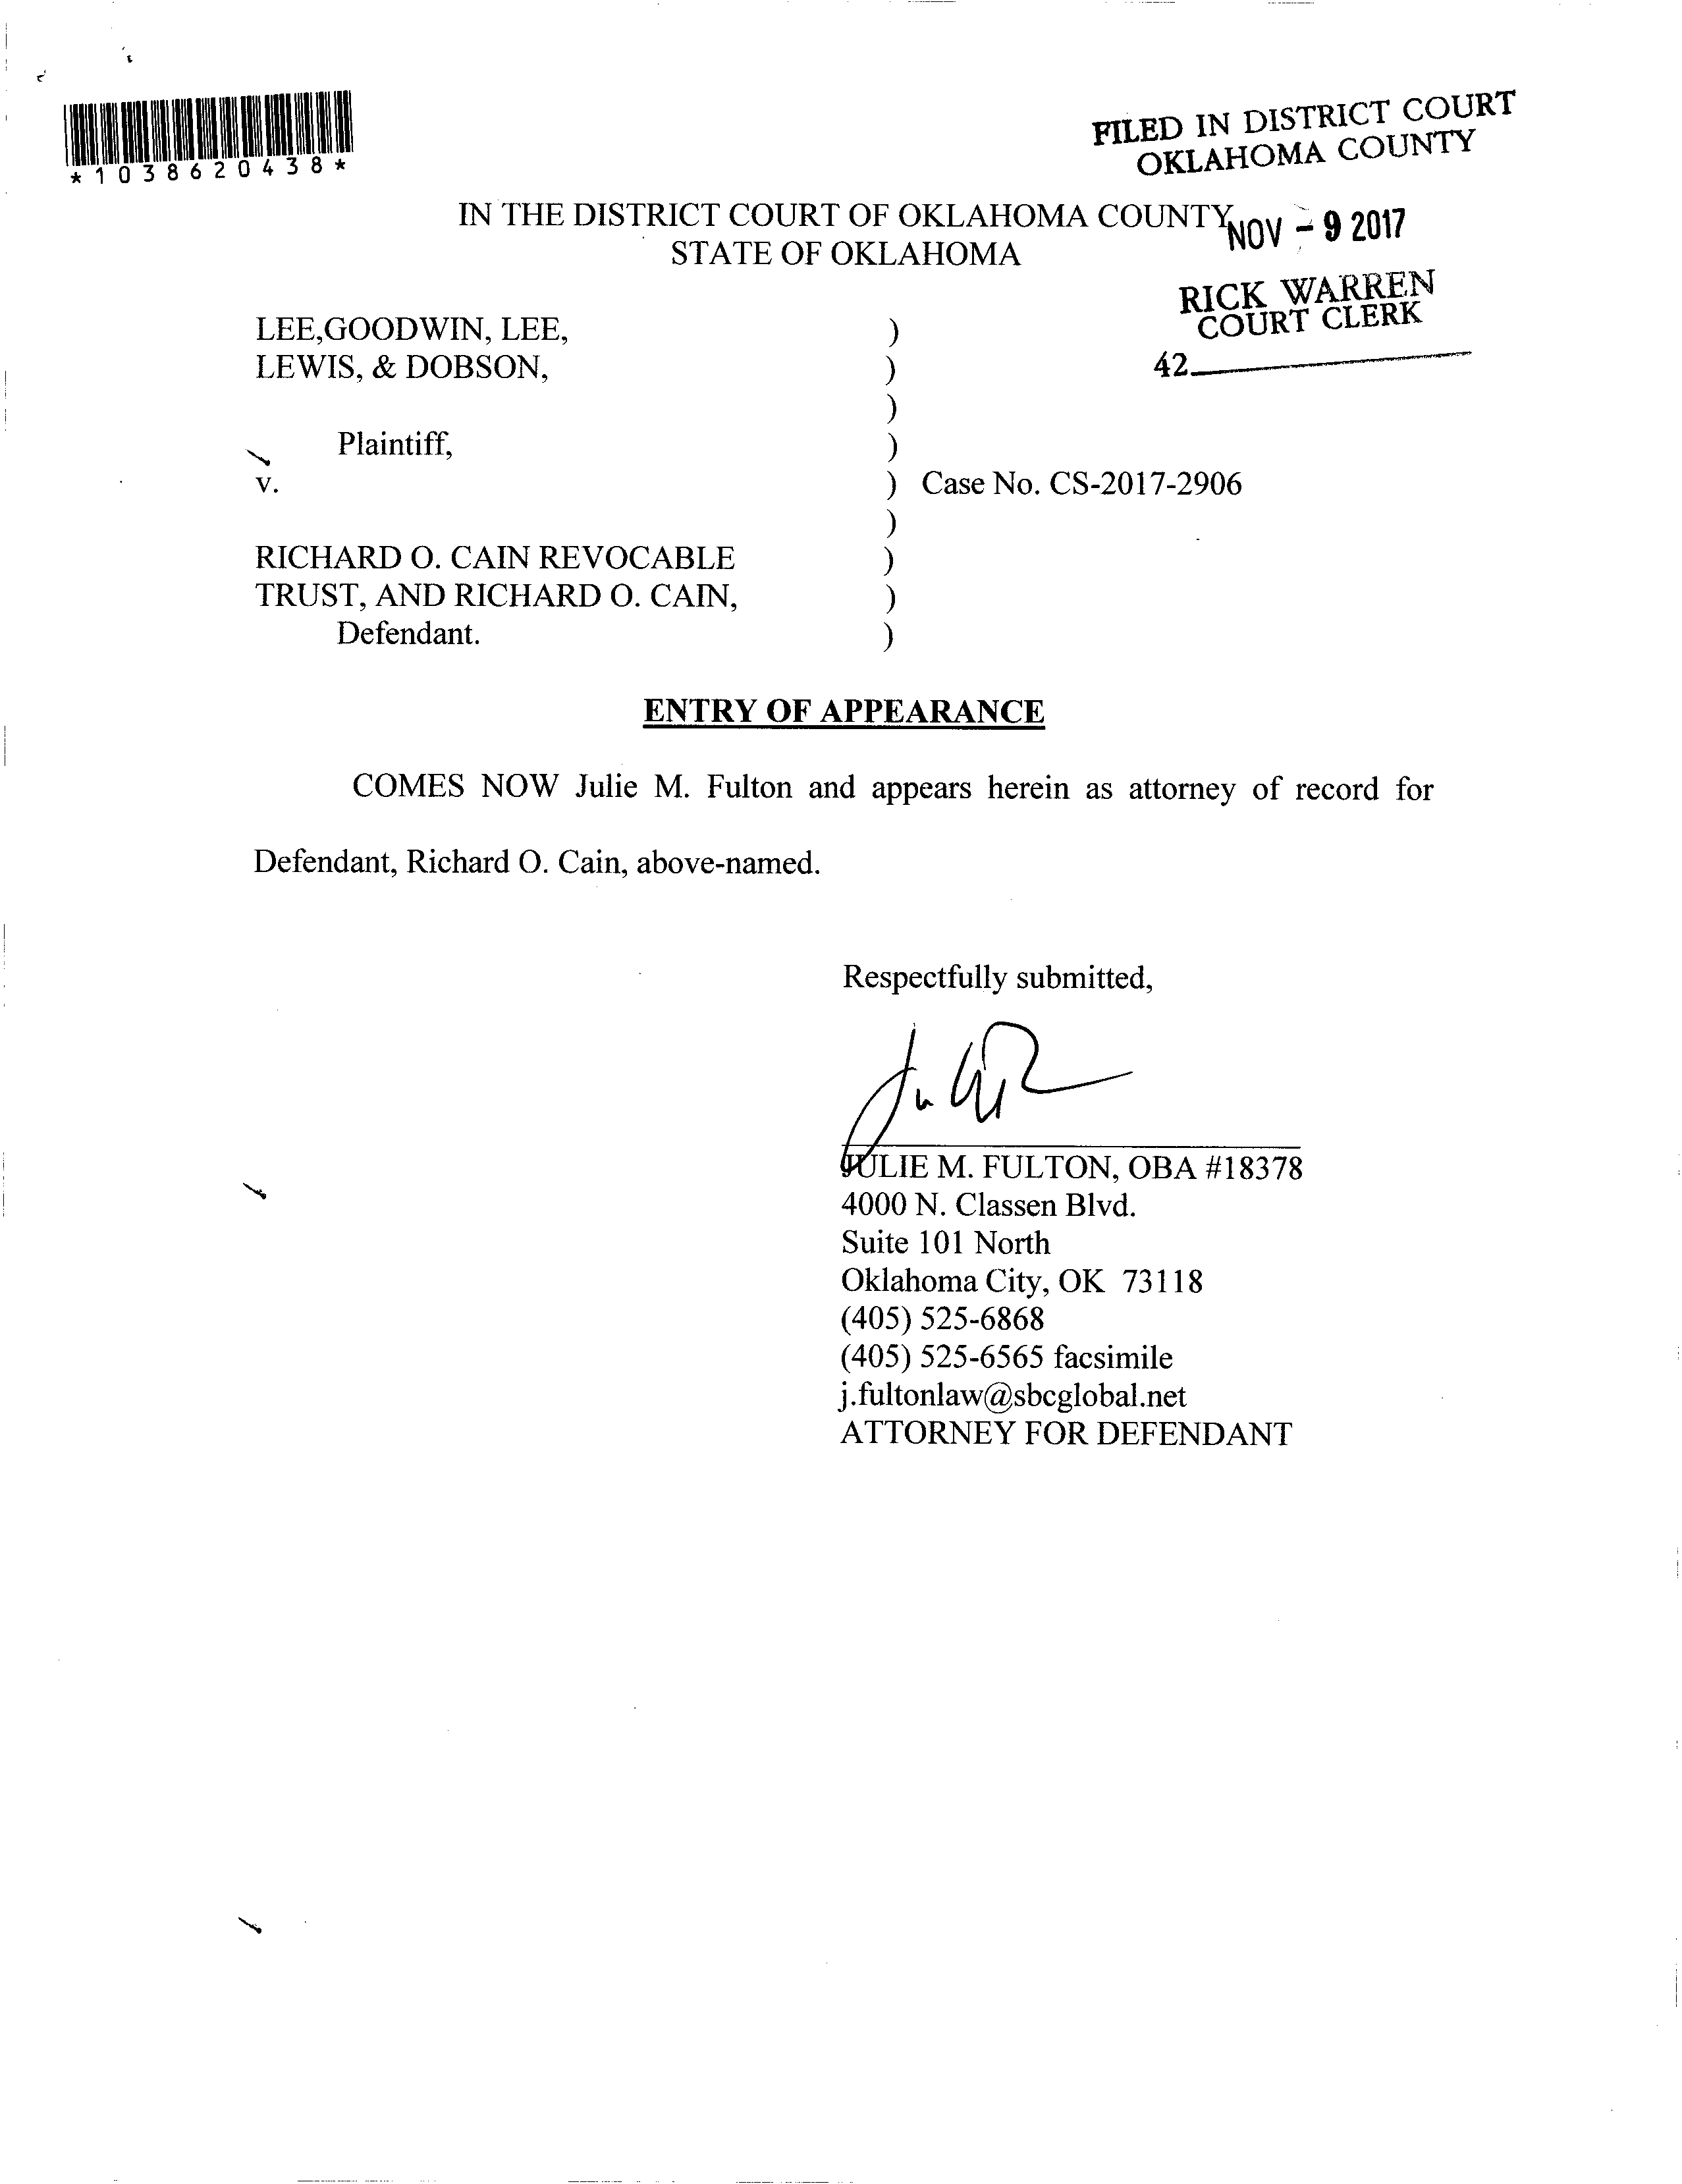 *1038620438*
FILED IN DISTRICT COURT
OKLAHOMA COUNTY
IN THE DISTRICT COURT OF OKLAHOMA COUNTY
NOV - 9 2017
STATE OF OKLAHOMA
RICK WARREN
COURT CLERK
42
LEE,GOODWIN, LEE, )
LEWIS, & DOBSON, )
)
Plaintiff, )
v. ) Case No. CS-2017-2906
)
RICHARD O. CAIN REVOCABLE )
TRUST, AND RICHARD O. CAIN, )
Defendant. )
ENTRY OF APPEARANCE
COMES NOW Julie M. Fulton and appears herein as attorney of record for
Defendant, Richard O. Cain, above-named.
Respectfully submitted,
JULIE M. FULTON, OBA #18378
4000 N. Classen Blvd.
Suite 101 North
Oklahoma City, OK 73118
(405) 525-6868
(405) 525-6565 facsimile
j.fultonlaw@sbcglobal.net
ATTORNEY FOR DEFENDANT